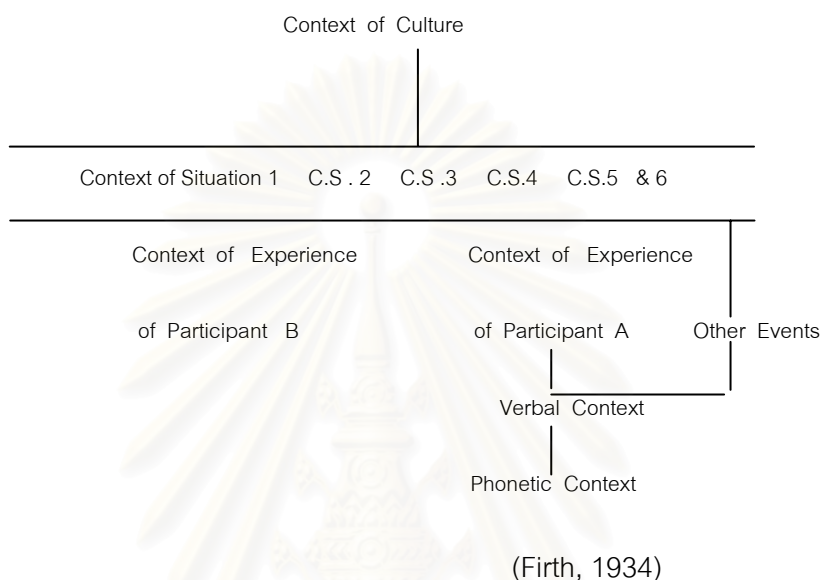 Context of Culture
Context of Situation 1 C.S . 2 C.S .3 C.S.4 C.S.5 & 6
Context of Experience Context of Experience
of Participant B of Participant A Other Events
Verbal Context
Phonetic Context
(Firth, 1934)